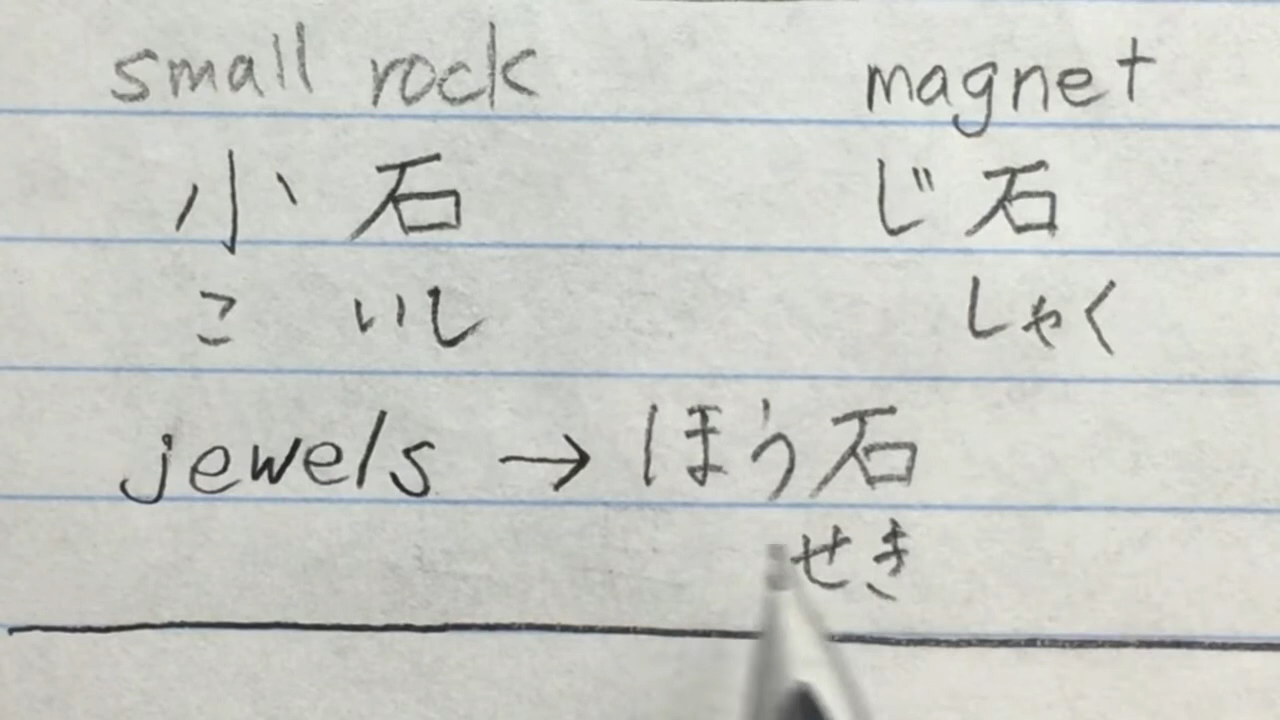 small rock magnet
小石 じ石
こ いし しゃく
jewels → ほう石
せき